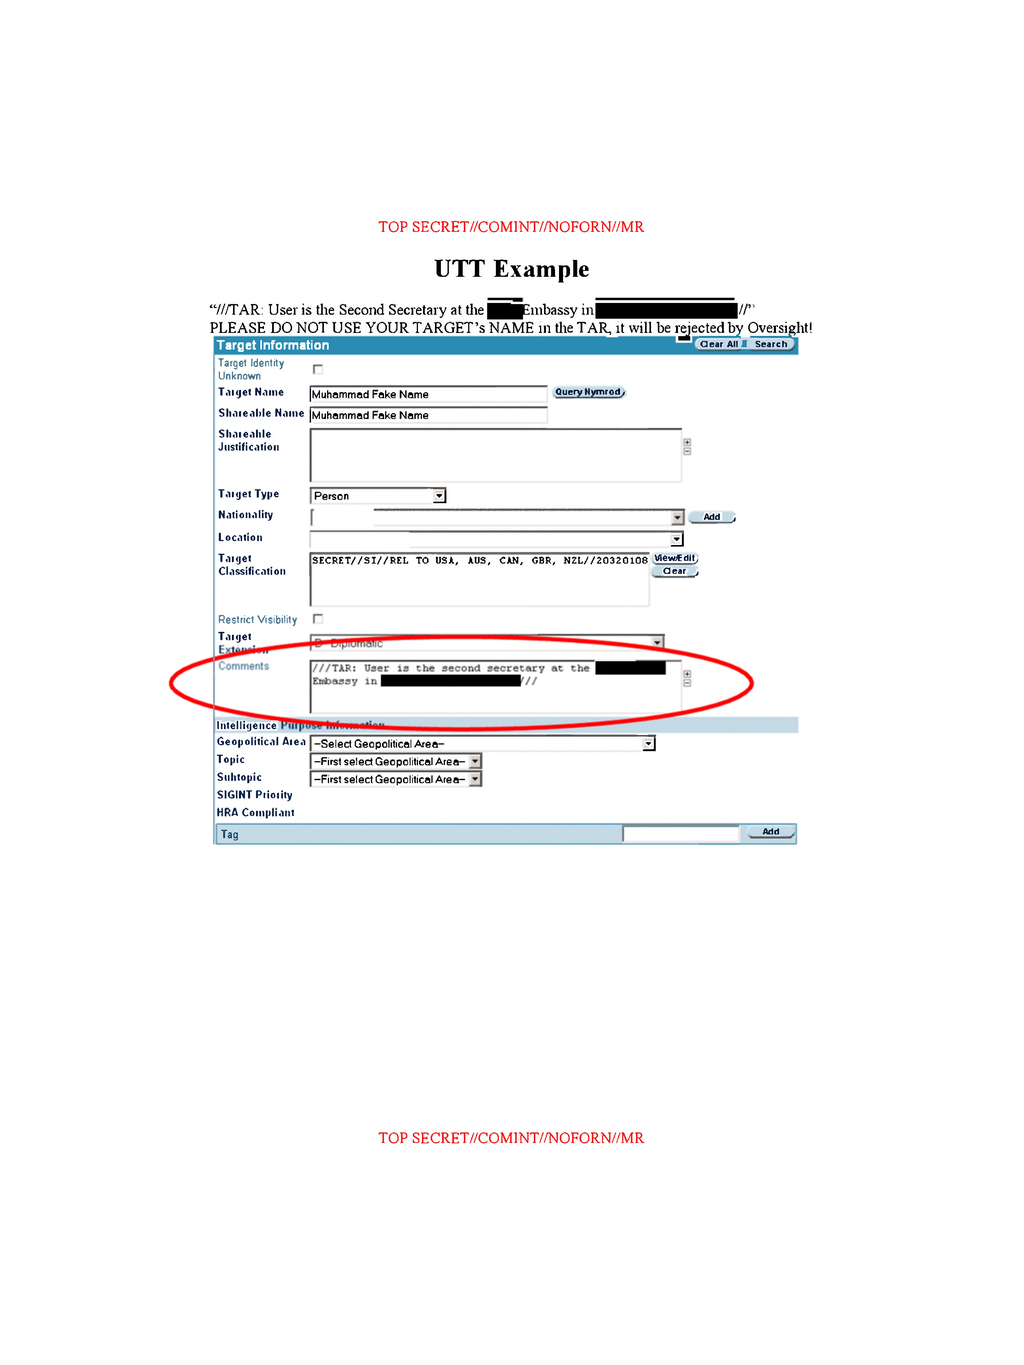 TOP SECRET//COMINT//NOFORN//MR
UTT Example
“///TAR: User is the Second Secretary at the Embassy in //”
PLEASE DO NOT USE YOUR TARGET’s NAME in the TAR, it will be rejected by Oversight!
Target Information Clear All Search
Target Identity
Unknown
Target Name Muhammad Fake Name Query Nymrod
Shareable Name Muhammad Fake Name
Shareable
Justification
Target Type Person
Nationality Add
Location
Target
Classification SECRET//SI//REL TO USA, AUS, CAN, GBR, NZL//20320108 View/Edit
Clear
Restrict Visibility
Target
Extension D- Diplomatic
Comments ///TAR: User is the second secretary at the
Embassy in ///
Intelligence Purpose Information
Geopolitical Area –Select Geopolitical Area–
Topic –First select Geopolitical Area–
Subtopic –First select Geopolitical Area–
SIGINT Priority
HRA Compliant
Tag Add
TOP SECRET//COMINT//NOFORN//MR